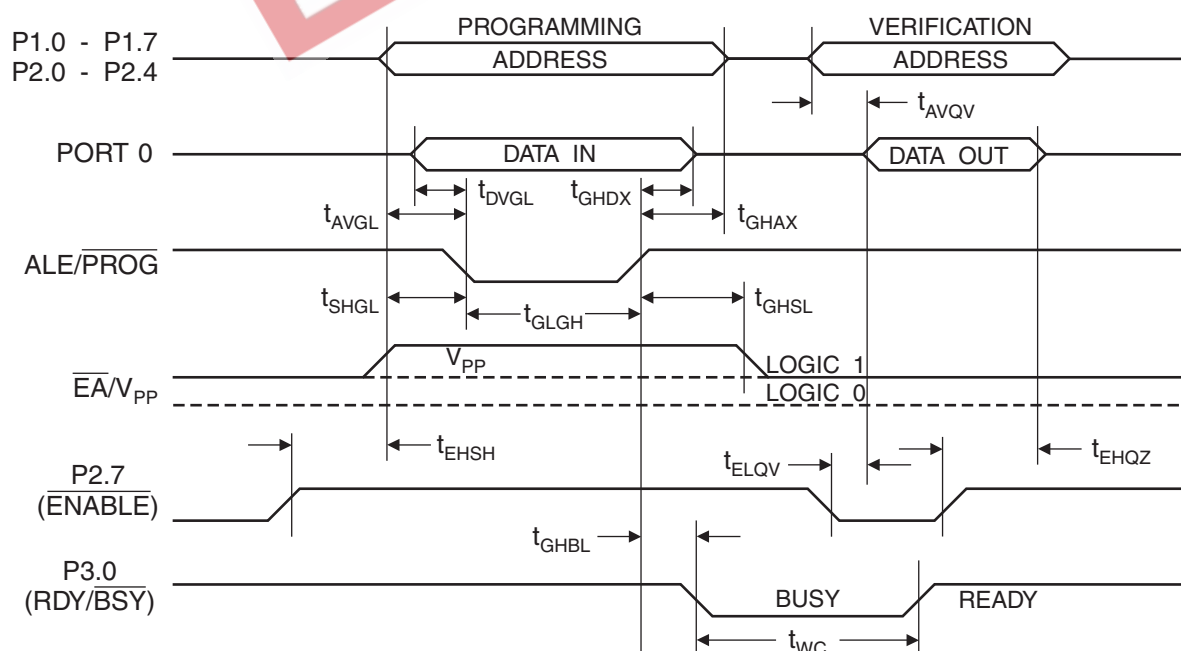 PROGRAMMING VERIFICATION
P1.0 - P1.7
P2.0 - P2.4
ADDRESS ADDRESS
tAVQV
PORT 0 DATA IN DATA OUT
tDVGL tGHDX
tAVGL tGHAX
ALE/PROG
tSHGL tGLGH tGHSL
EA/VPP VPP LOGIC 1
LOGIC 0
tEHSH tELQV tEHQZ
P2.7
(ENABLE)
tGHBL
P3.0
(RDY/BSY) BUSY READY
tWC